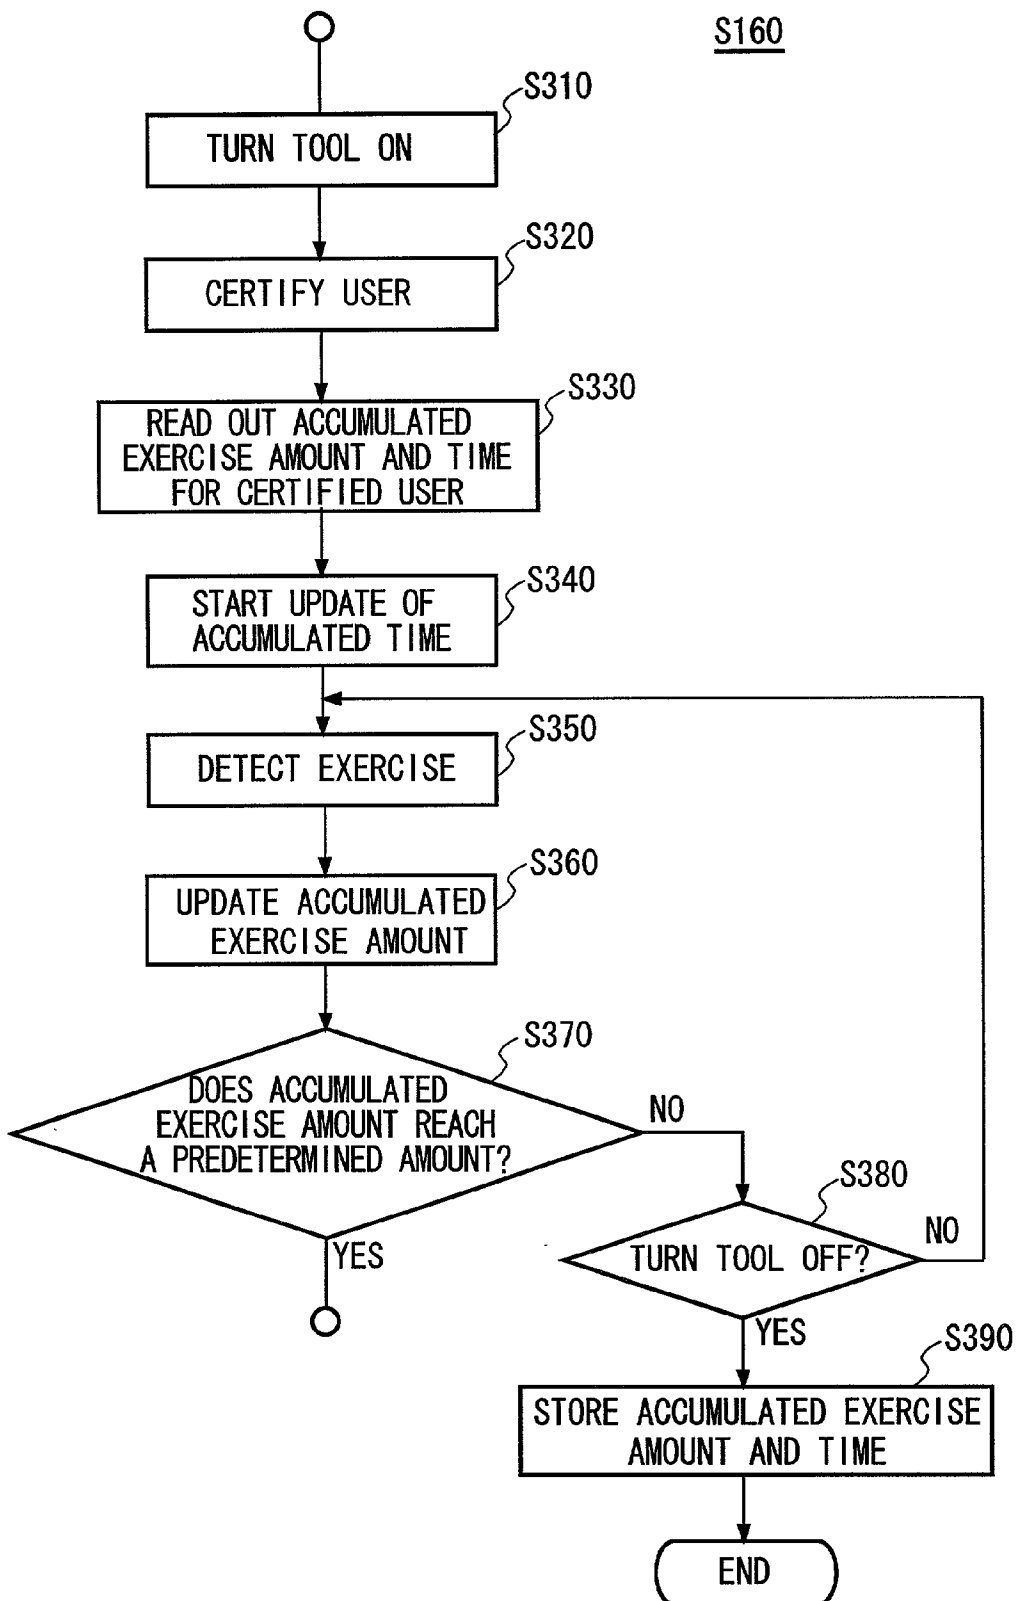 S160
S310
TURN TOOL ON
S320
CERTIFY USER
S330
READ OUT ACCUMULATED
EXERCISE AMOUNT AND TIME
FOR CERTIFIED USER
S340
START UPDATE OF
ACCUMULATED TIME
S350
DETECT EXERCISE
S360
UPDATE ACCUMULATED
EXERCISE AMOUNT
S370
DOES ACCUMULATED
EXERCISE AMOUNT REACH
A PREDETERMINED AMOUNT?
NO
YES
S380
TURN TOOL OFF?
NO
YES
S390
STORE ACCUMULATED EXERCISE
AMOUNT AND TIME
END